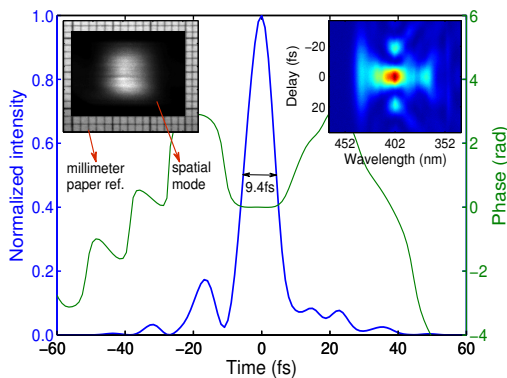 1.0
0.8
0.6
0.4
0.2
0.0
Normalized intensity
−60
−40
−20
0
20
40
60
Time (fs)
6
4
2
0
−2
−4
Phase (rad)
millimeter
paper ref.
spatial
mode
9.4fs
Delay (fs)
−20
0
20
452
402
352
Wavelength (nm)